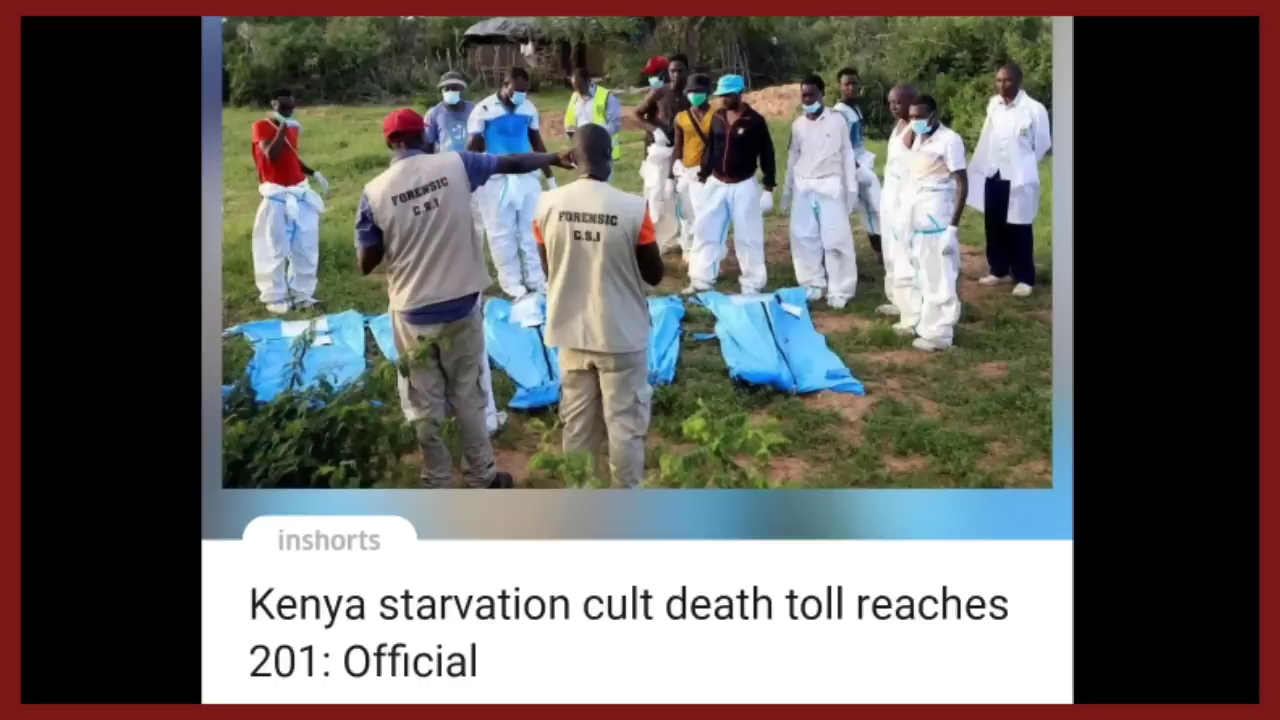 FORENSIC
C.S.I
FORENSIC
C.S.I
inshorts
Kenya starvation cult death toll reaches
201: Official